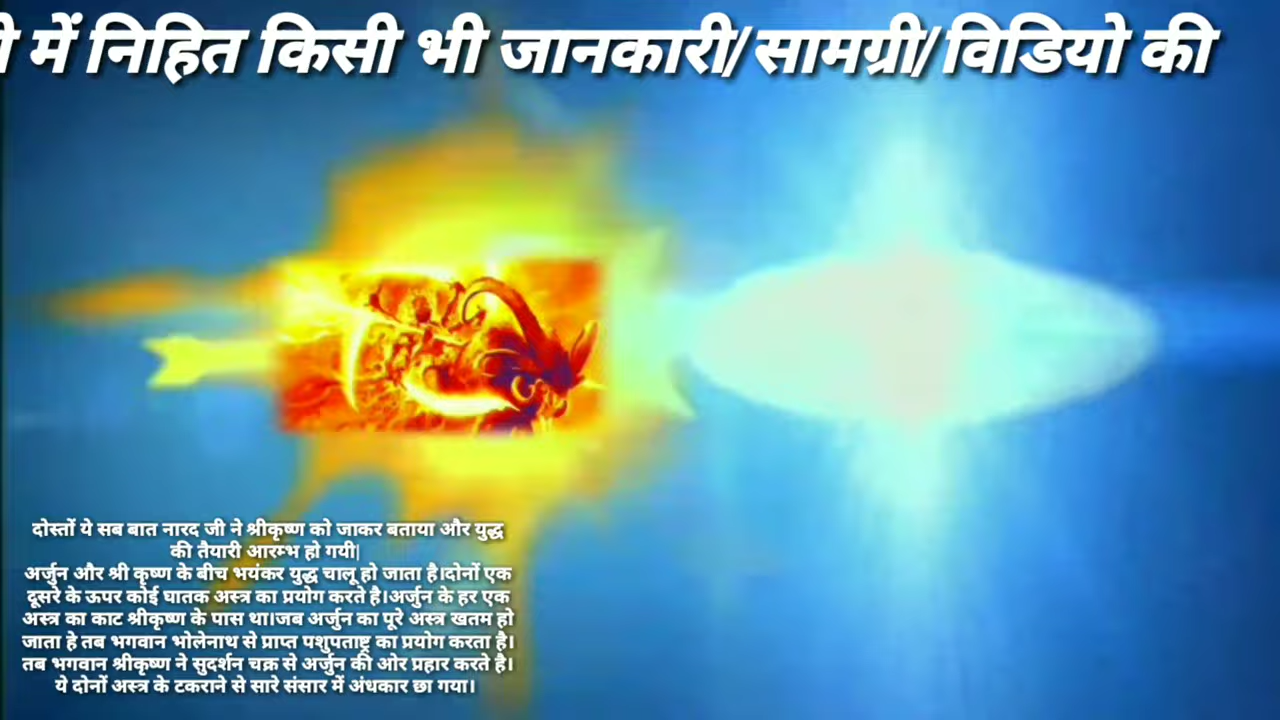 में निहित किसी भी जानकारी/सामग्री/विडियो की
दोस्तों ये सब बात नारद जी ने श्रीकृष्ण को जाकर बताया और युद्ध
की तैयारी आरम्भ हो गयी|
अर्जुन और श्री कृष्ण के बीच भयंकर युद्ध चालू हो जाता है।दोनों एक
दूसरे के ऊपर कोई घातक अस्त्र का प्रयोग करते है।अर्जुन के हर एक
अस्त्र का काट श्रीकृष्ण के पास था।जब अर्जुन का पूरे अस्त्र खतम हो
जाता हे तब भगवान भोलेनाथ से प्राप्त पशुपताष्ट्र का प्रयोग करता है।
तब भगवान श्रीकृष्ण ने सुदर्शन चक्र से अर्जुन की ओर प्रहार करते है।
ये दोनों अस्त्र के टकराने से सारे संसार में अंधकार छा गया।